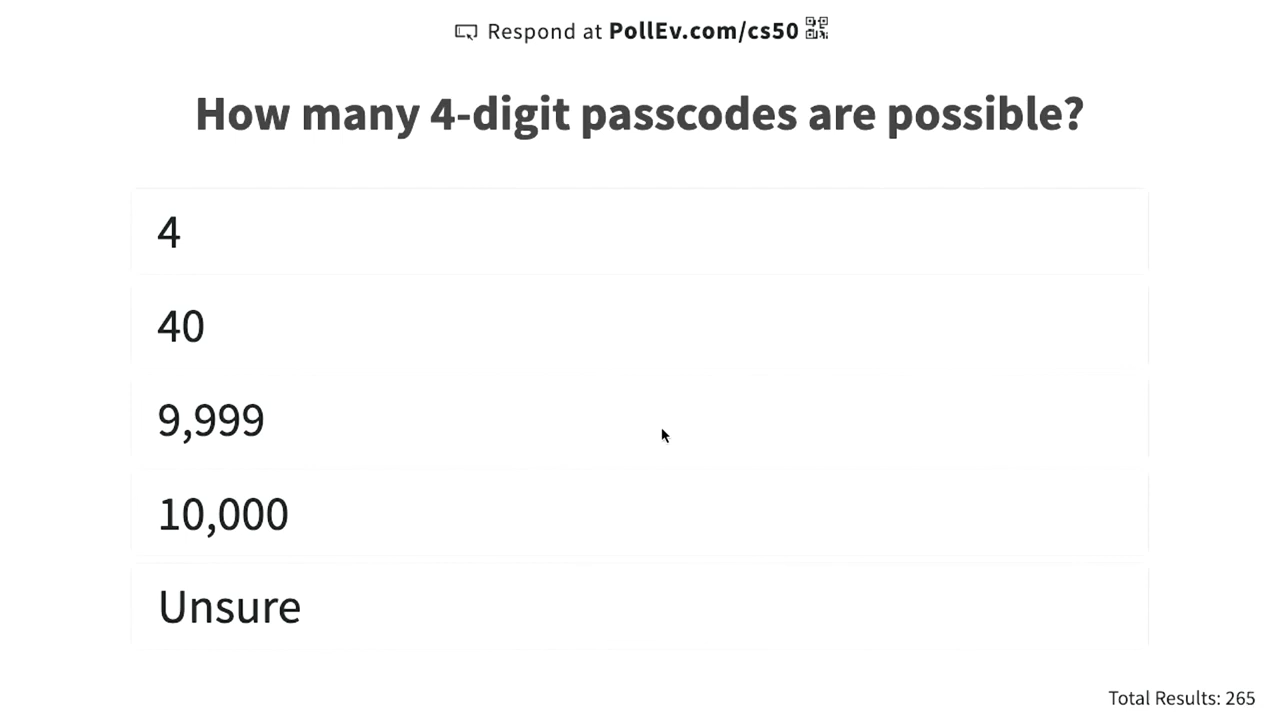 Respond at PollEv.com/cs50
How many 4-digit passcodes are possible?
4
40
9,999
10,000
Unsure
Total Results: 265